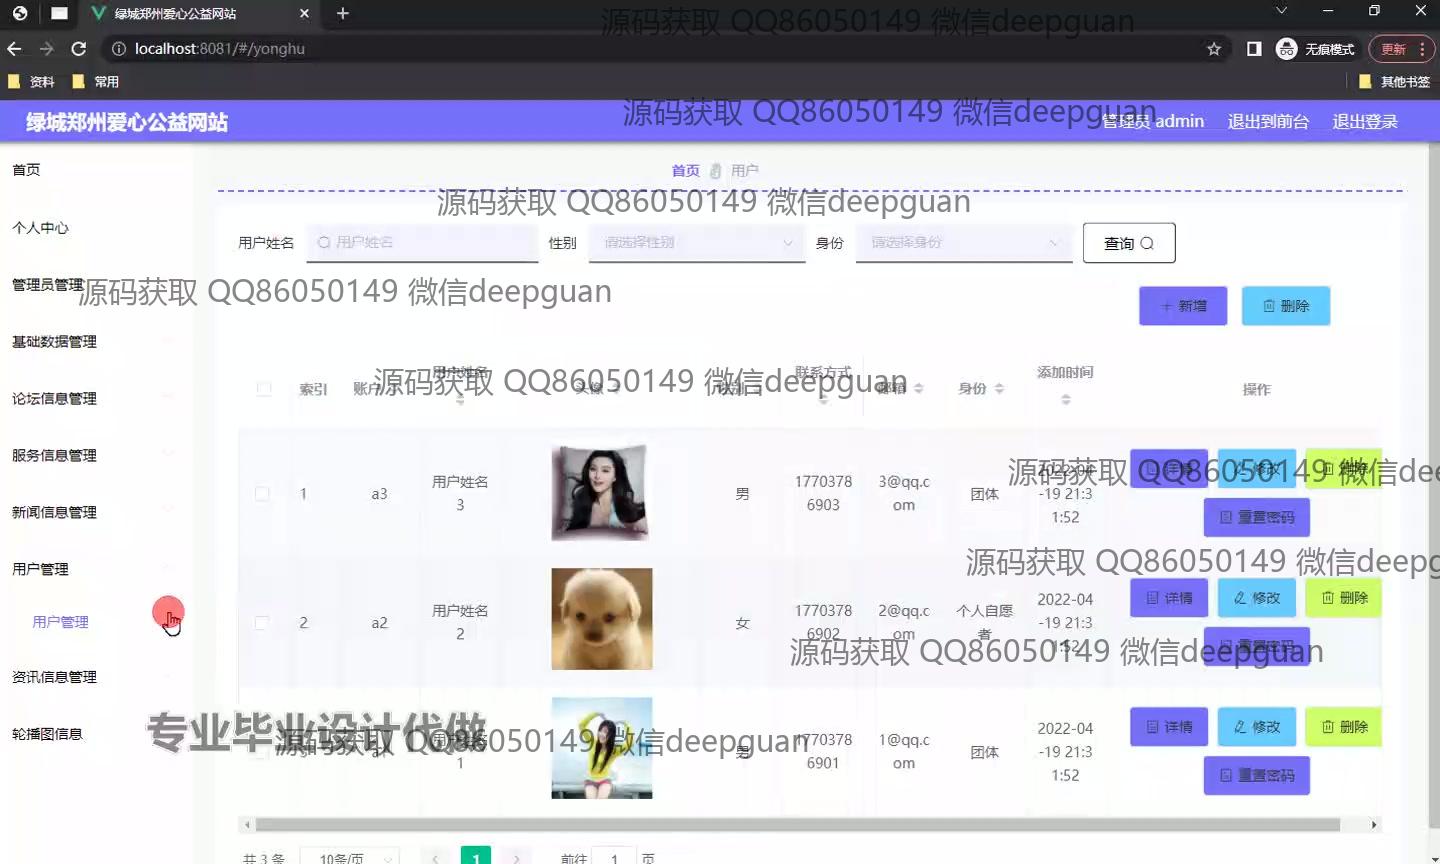 绿城郑州爱心公益网站
源码获取 QQ86050149 微信deepguan
localhost:8081/#/yonghu
无痕模式
更新
资料
常用
其他书签
绿城郑州爱心公益网站
源码获取 QQ86050149 微信deepguan
管理员 admin
退出到前台
退出登录
首页
首页
用户
源码获取 QQ86050149 微信deepguan
个人中心
用户姓名
用户姓名
性别
请选择性别
身份
请选择身份
查询
管理员管理
源码获取 QQ86050149 微信deepguan
新增
删除
基础数据管理
索引
账户
用户姓名
头像
源码获取 QQ86050149 微信deepguan
联系方式
邮箱
身份
添加时间
操作
论坛信息管理
服务信息管理
新闻信息管理
用户管理
用户管理
资讯信息管理
轮播图信息
1
a3
用户姓名
3
男
1770378
6903
3@qq.c
om
团体
2022-04
-19 21:3
1:52
详情
修改
删除
重置密码
源码获取 QQ86050149 微信dee
源码获取 QQ86050149 微信deepg
2
a2
用户姓名
2
女
1770378
6902
2@qq.c
om
个人自愿
者
2022-04
-19 21:3
1:52
详情
修改
删除
重置密码
源码获取 QQ86050149 微信deepguan
专业毕业设计代做
源码获取 QQ86050149 微信deepguan
1
男
1770378
6901
1@qq.c
om
团体
2022-04
-19 21:3
1:52
详情
修改
删除
重置密码
共 3 条
10条/页
1
前往
1
页